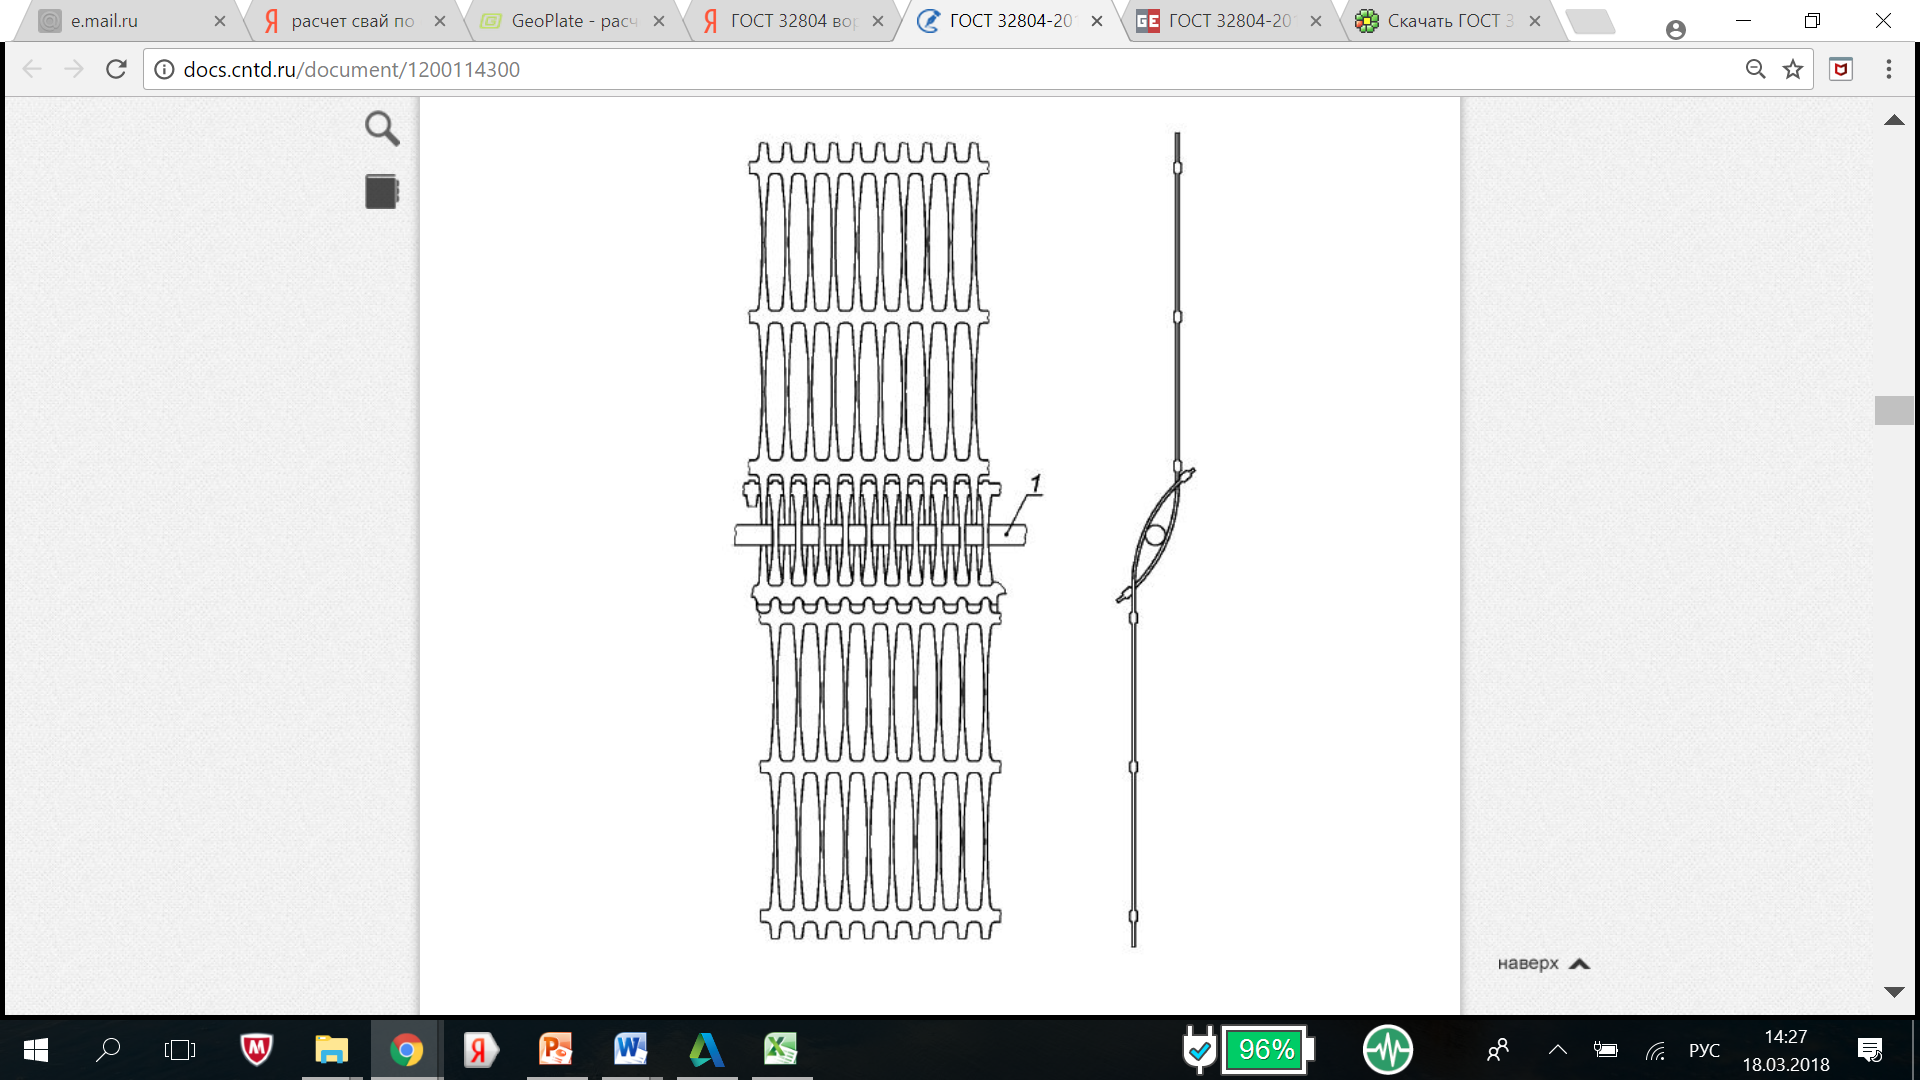 e.mail.ru
расчет свай по
GeoPlate - расч
ГОСТ 32804 вор
ГОСТ 32804-20
ГОСТ 32804-20
Скачать ГОСТ 3
docs.cntd.ru/document/1200114300
1
наверх
96%
РУС
14:27
18.03.2018